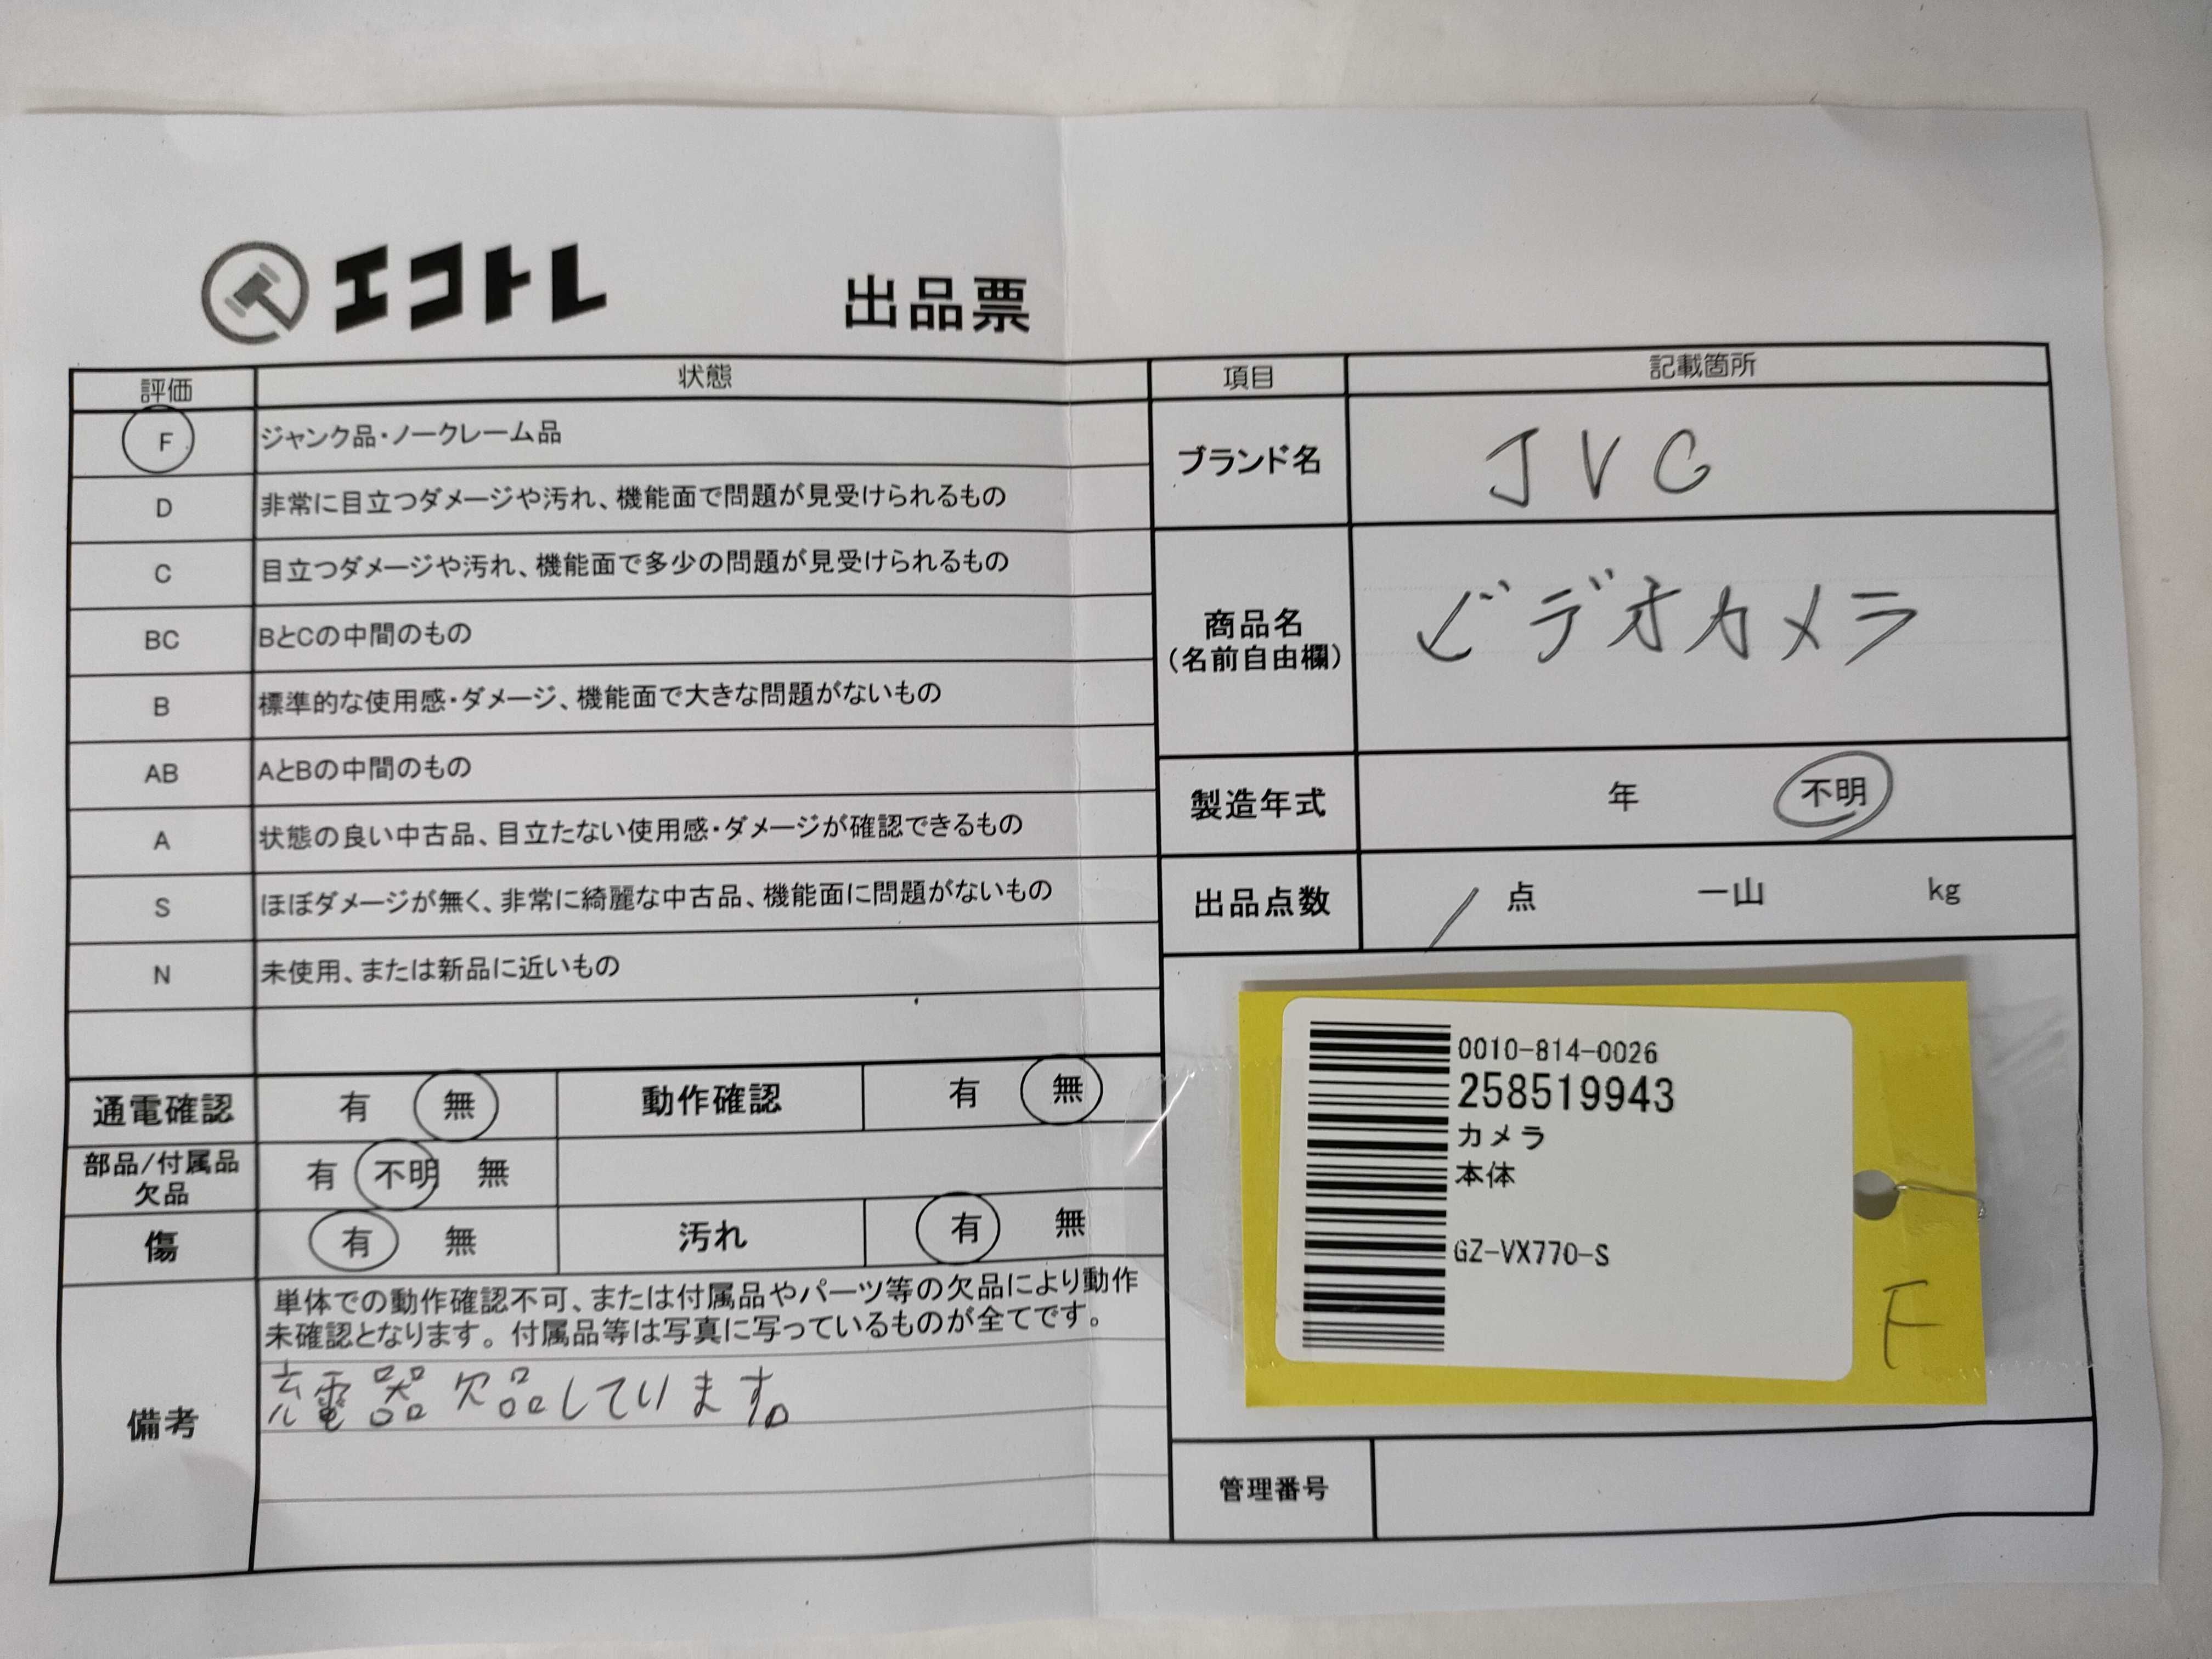 エコトレ
出品票
評価 状態
F ジャンク品・ノークレーム品
D 非常に目立つダメージや汚れ、機能面で問題が見受けられるもの
C 目立つダメージや汚れ、機能面で多少の問題が見受けられるもの
BC BとCの中間のもの
B 標準的な使用感・ダメージ、機能面で大きな問題がないもの
AB AとBの中間のもの
A 状態の良い中古品、目立たない使用感・ダメージが確認できるもの
S ほぼダメージが無く、非常に綺麗な中古品、機能面に問題がないもの
N 未使用、または新品に近いもの
通電確認 有 無 動作確認 有 無
部品/付属品
欠品
有 不明 無
傷 有 無 汚れ 有 無
備考
単体での動作確認不可、または付属品やパーツ等の欠品により動作
未確認となります。付属品等は写真に写っているものが全てです。
充電器欠品しています。
項目 記載箇所
ブランド名 JVC
商品名
(名前自由欄)
ビデオカメラ
製造年式 年 不明
出品点数 1 点 一山 kg
0010-814-0026
258519943
カメラ
本体
GZ-VX770-S
F
管理番号